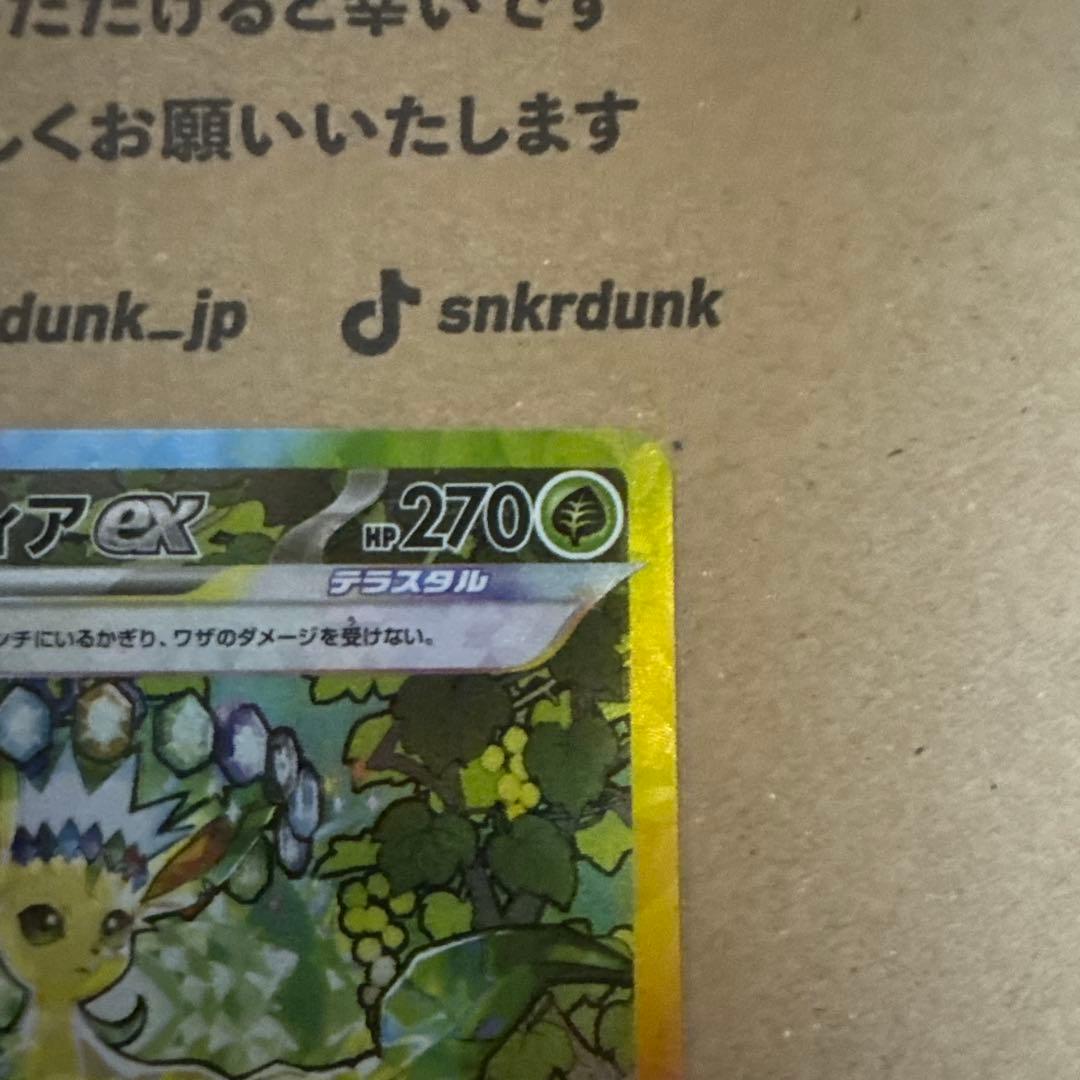 ただけると幸いです
しくお願いいたします
dunk_jp
snkrdunk
ィアex
HP270
テラスタル
ンチにいるかぎり、ワザのダメージを受けない。